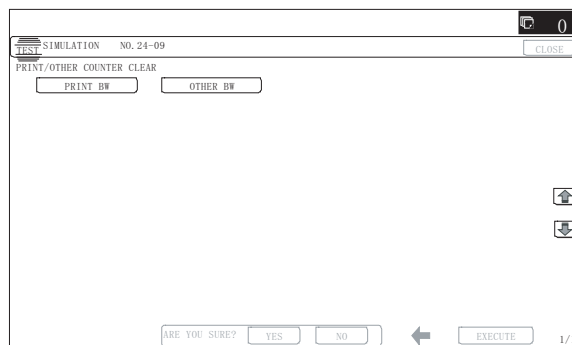 0
TEST SIMULATION NO. 24-09 CLOSE
PRINT/OTHER COUNTER CLEAR
PRINT BW OTHER BW
ARE YOU SURE? YES NO EXECUTE 1/